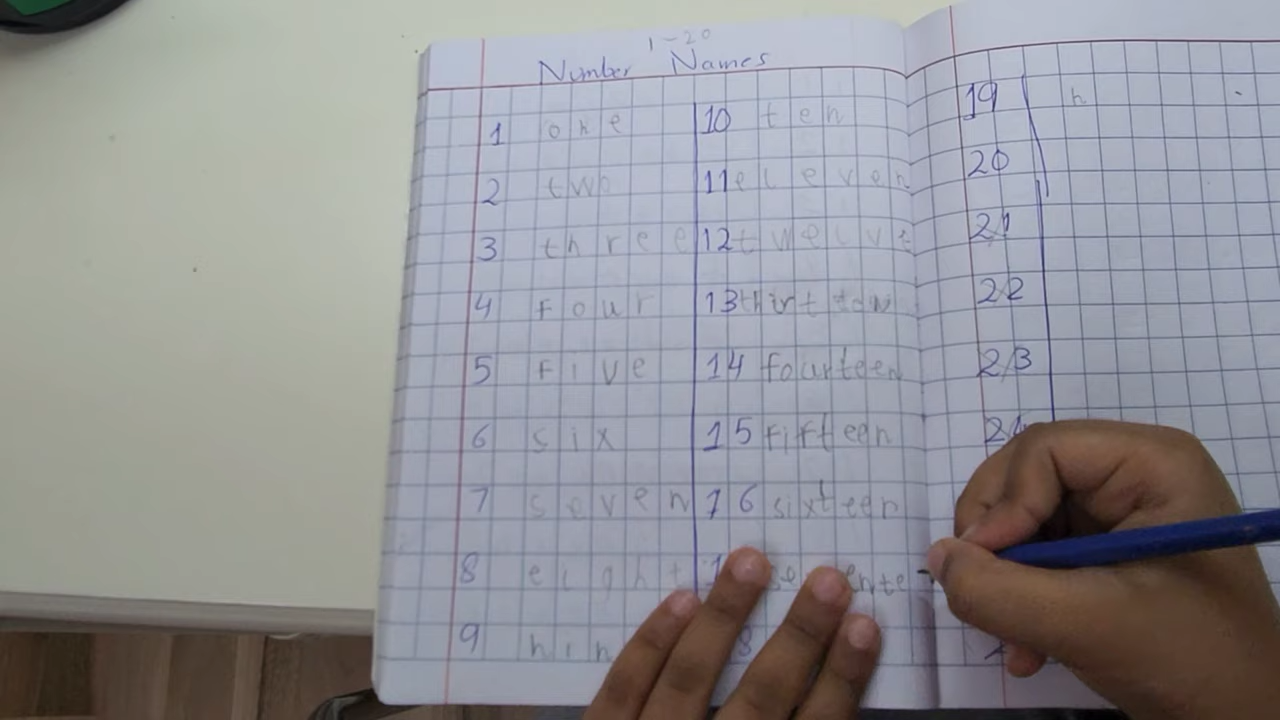 1-20
Number Names
1 one
2 two
3 three
4 Four
5 Five
6 six
7 seven
8 eight
9 nin
10 ten
11 eleven
12 twelve
13
14 fourteen
15 Fifteen
16 sixteen
8
19 n
20
21
22
23
24